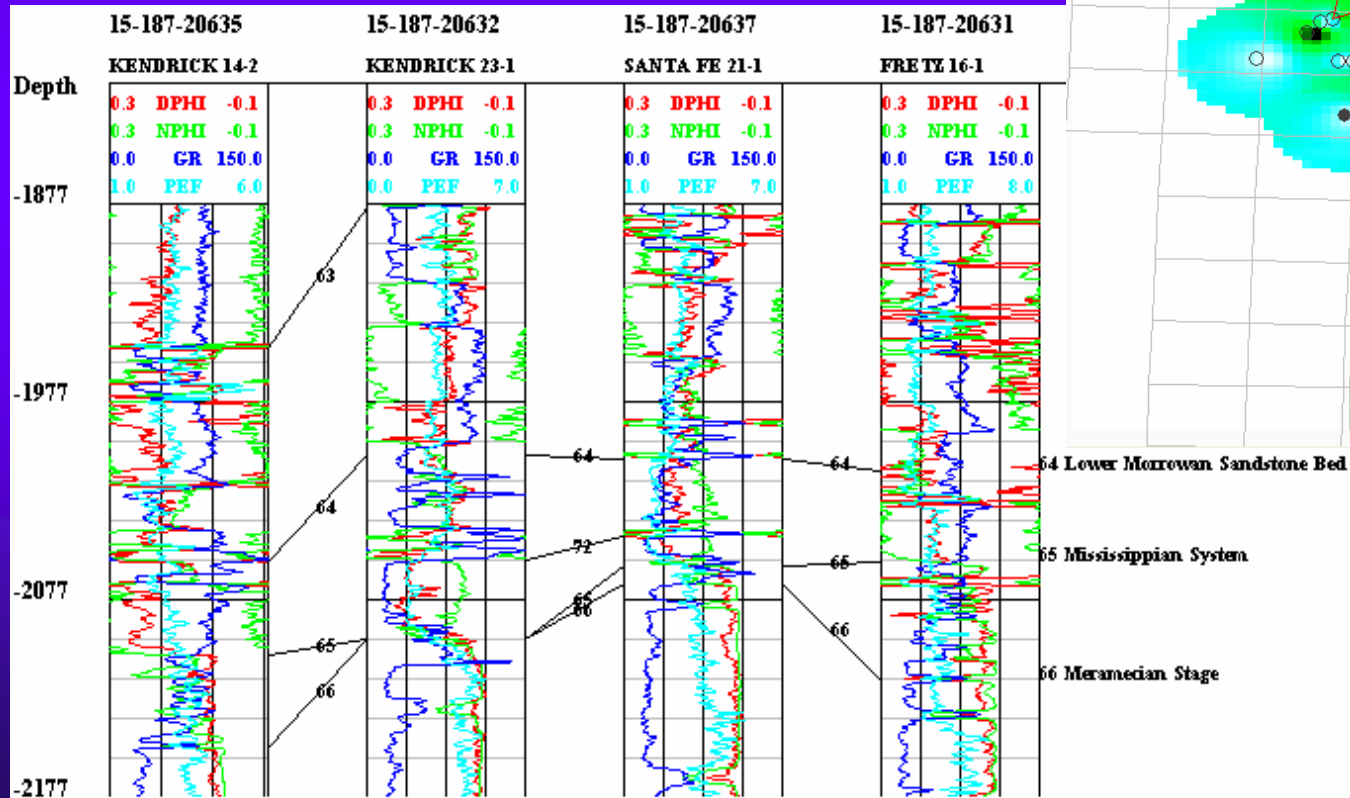 15-187-20635 15-187-20632 15-187-20637 15-187-20631
KENDRICK 14-2 KENDRICK 23-1 SANTA FE 21-1 FRETZ 16-1
Depth
0.3 DPHI -0.1 0.3 DPHI -0.1 0.3 DPHI -0.1 0.3 DPHI -0.1
0.3 NPHI -0.1 0.3 NPHI -0.1 0.3 NPHI -0.1 0.3 NPHI -0.1
0.0 GR 150.0 0.0 GR 150.0 0.0 GR 150.0 0.0 GR 150.0
1.0 PEF 6.0 0.0 PEF 7.0 1.0 PEF 7.0 1.0 PEF 8.0
-1877
63
-1977
64 64 64 Lower Morrowan Sandstone Bed
64
72
65 65 Mississippian System
-2077
66
66
65
66 Meramecian Stage
66
-2177